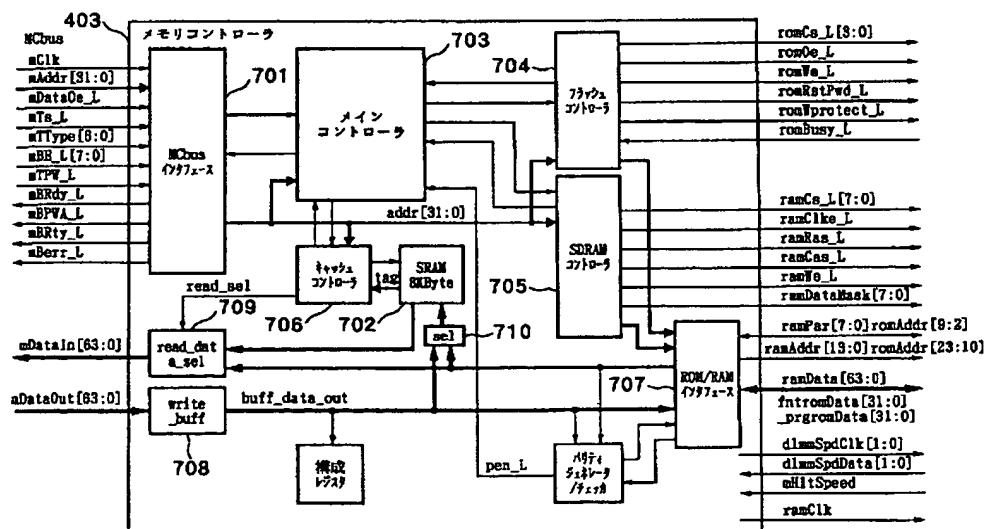 403
メモリコントローラ
MCbus
mClk
mAddr[31:0]
mDataOe_L
mTs_L
mTType[6:0]
mBE_L[7:0]
mTPW_L
mBRdy_L
mBPWA_L
mBRty_L
mBerr_L
701
MCbus
インタフェース
703
メイン
コントローラ
704
フラッシュ
コントローラ
romCs_L[3:0]
romOe_L
romWe_L
romRstPwd_L
romWprotect_L
romBusy_L
addr[31:0]
SDRAM
コントローラ
705
ramCs_L[7:0]
ramClke_L
ramRas_L
ramCas_L
ramWe_L
ramDataMask[7:0]
キャッシュ
コントローラ
706
tag
SRAM
8KByte
702
read_sel
709
read_dat
a_sel
mDataIn[63:0]
sel
710
707
ROM/RAM
インタフェース
ramPar[7:0]romAddr[9:2]
ramAddr[13:0]romAddr[23:10]
ramData[63:0]
fntromData[31:0]
_prgromData[31:0]
dimmSpdClk[1:0]
dimmSpdData[1:0]
mHltSpeed
ramClk
mDataOut[63:0]
write
_buff
708
buff_data_out
構成
レジスタ
pen_L
パリティ
ジェネレータ
/チェッカ